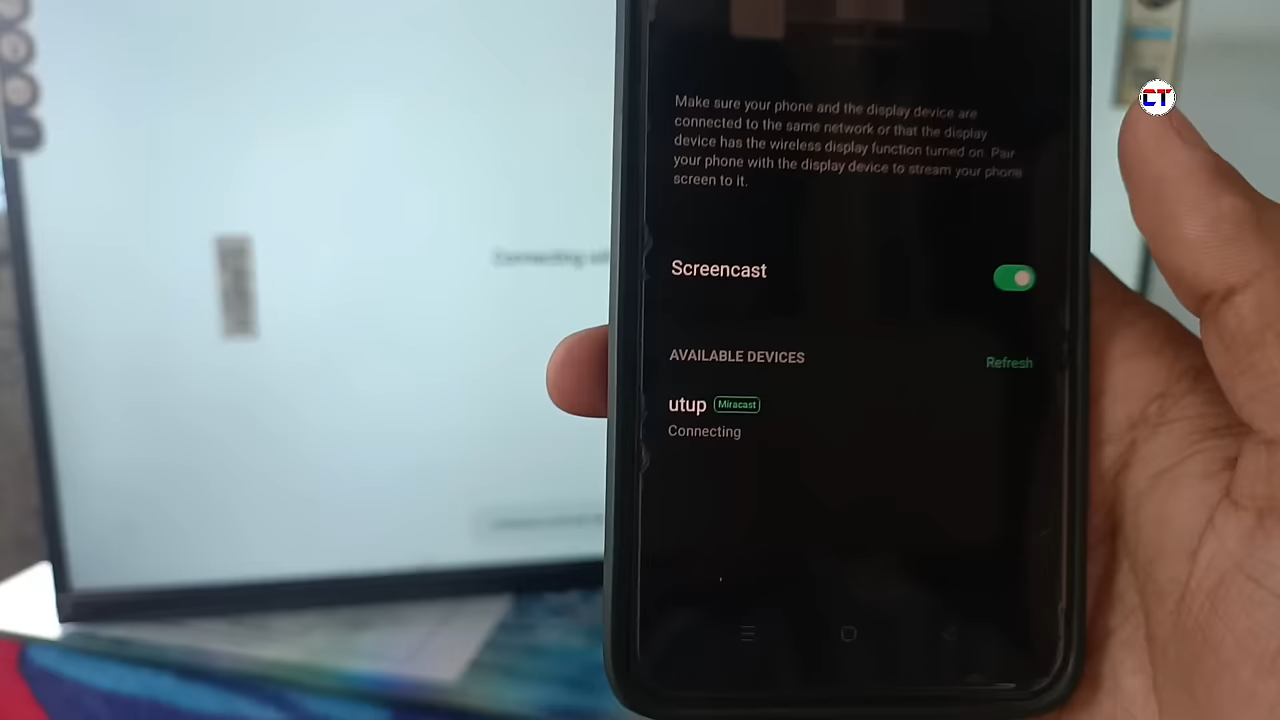 Make sure your phone and the display device are
connected to the same network or that the display
device has the wireless display function turned on. Pair
your phone with the display device to stream your phone
screen to it.
Screencast
AVAILABLE DEVICES
Refresh
utup Miracast
Connecting
Connecting
CT